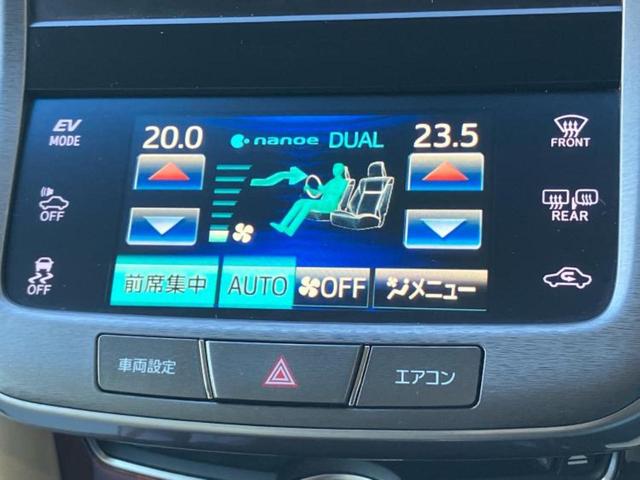 EV MODE
20.0
nanoe DUAL
23.5
FRONT
OFF
REAR
OFF
前席集中
AUTO
OFF
メニュー
車両設定
エアコン